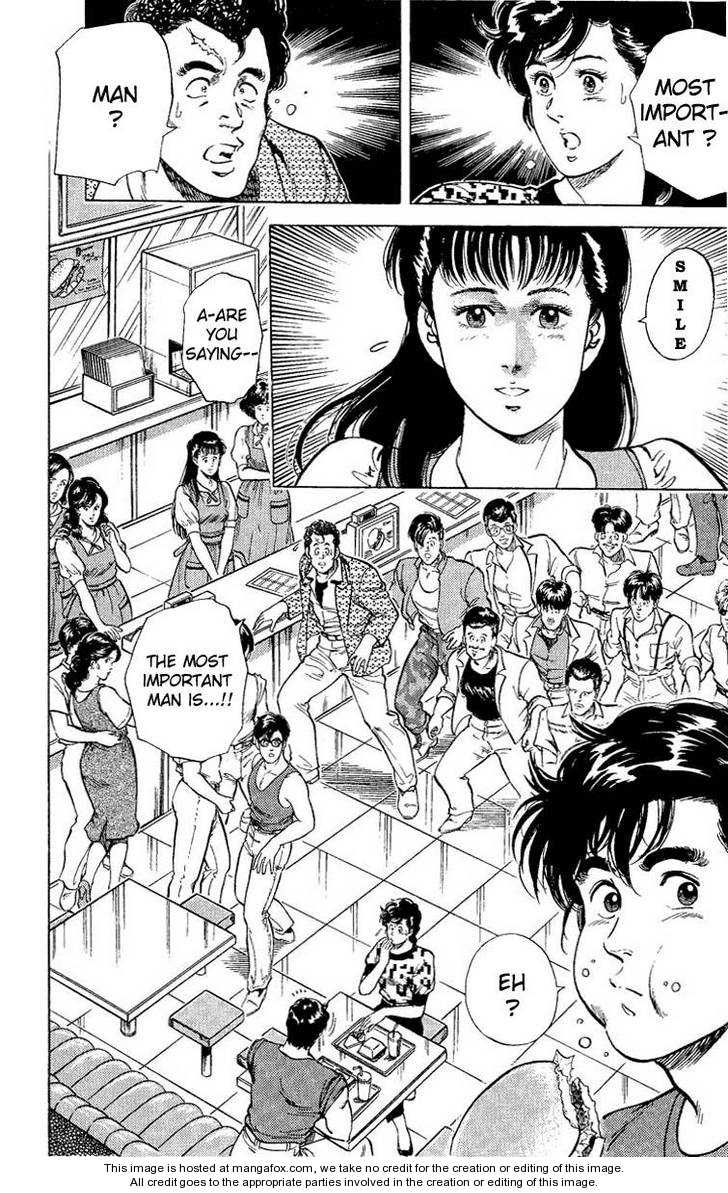 MOST
IMPORT-
ANT ?
MAN
?
S
M
I
L
E
A-ARE
YOU
SAYING--
THE MOST
IMPORTANT
MAN IS...!!
EH
?
This image is hosted at mangafox.com, we take no credit for the creation or editing of this image.
All credit goes to the appropriate parties involved in the creation or editing of this image.